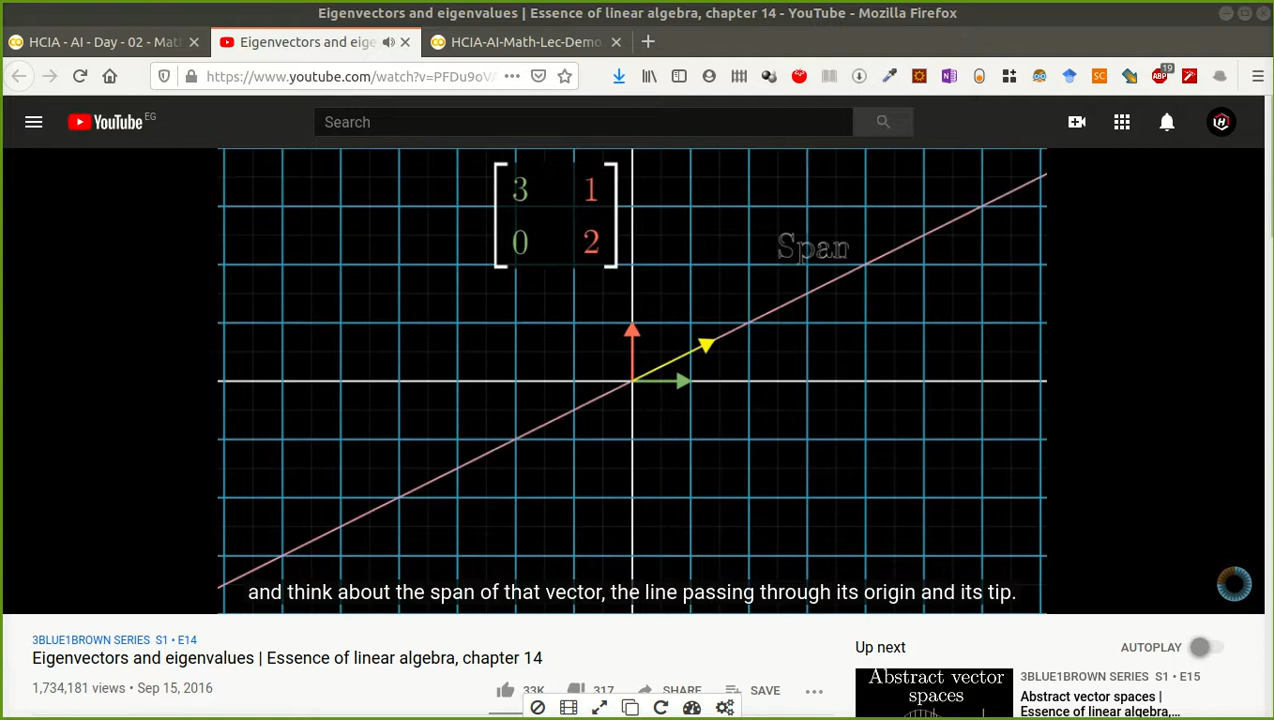 Eigenvectors and eigenvalues | Essence of linear algebra, chapter 14 - YouTube - Mozilla Firefox
HCIA - AI - Day - 02 - Mat
Eigenvectors and eige
HCIA-AI-Math-Lec-Demo.
https://www.youtube.com/watch?v=PFDu9oVA
SC
ABP
19
YouTube EG
Search
3 1
0 2
Span
and think about the span of that vector, the line passing through its origin and its tip.
3BLUE1BROWN SERIES S1 • E14
Eigenvectors and eigenvalues | Essence of linear algebra, chapter 14
1,734,181 views • Sep 15, 2016
33K
317
SHARE
SAVE
Up next
AUTOPLAY
Abstract vector
spaces
3BLUE1BROWN SERIES S1 • E15
Abstract vector spaces |
Essence of linear algebra,...